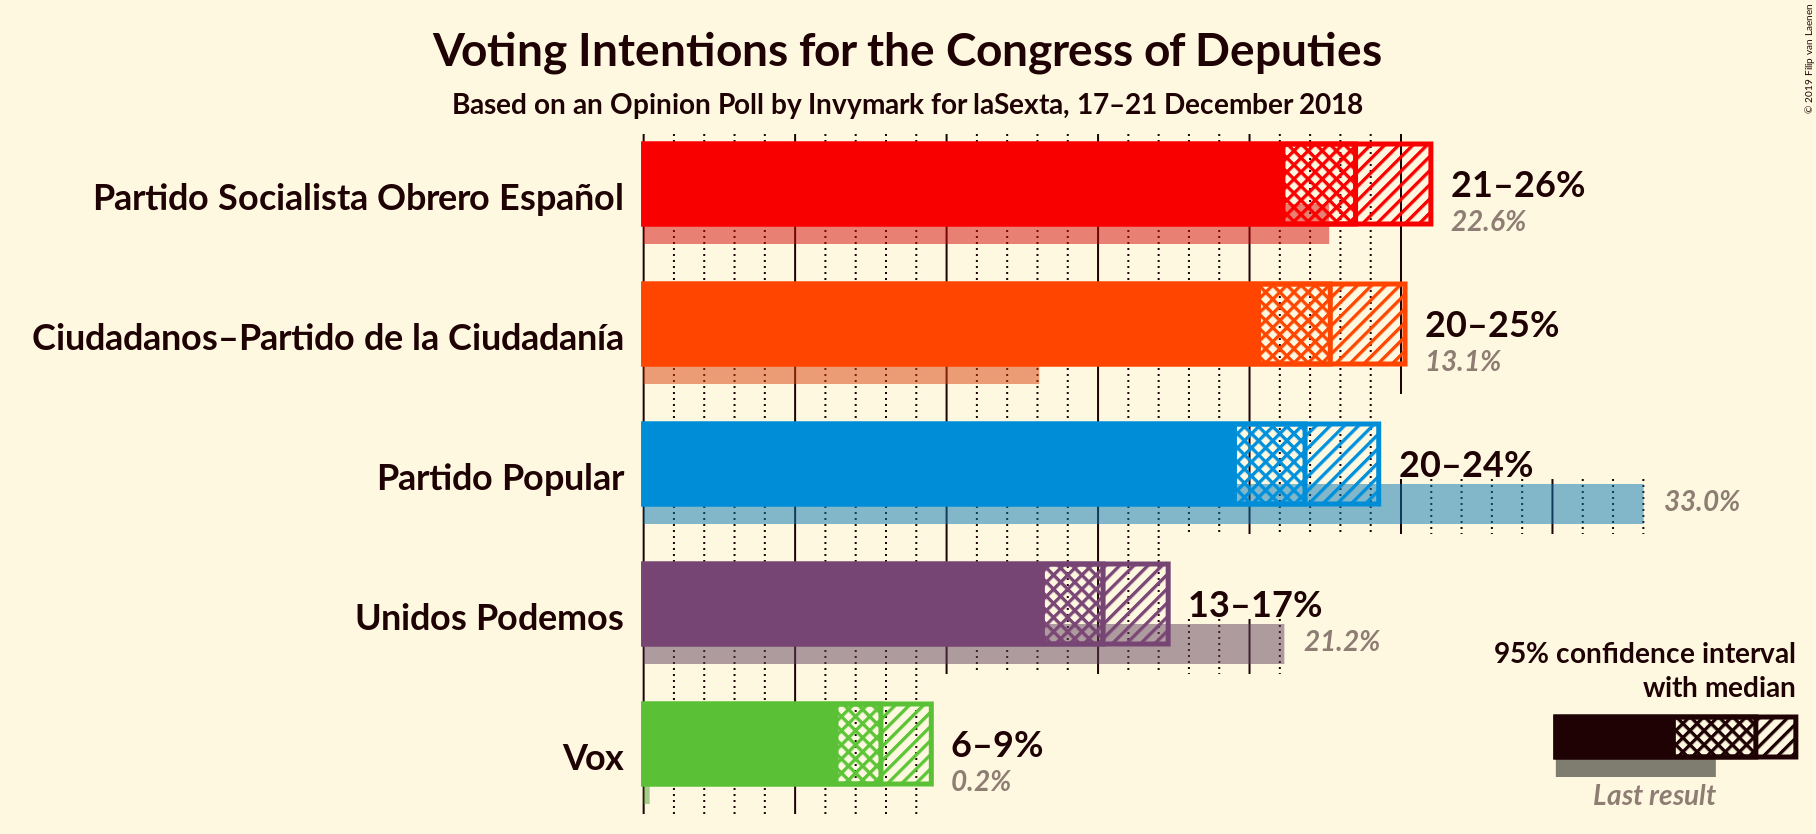 Voting Intentions for the Congress of Deputies
Based on an Opinion Poll by Invymark for laSexta, 17–21 December 2018
© 2019 Filip van Laenen
Partido Socialista Obrero Español
21–26%
22.6%
Ciudadanos–Partido de la Ciudadanía
20–25%
13.1%
Partido Popular
20–24%
33.0%
Unidos Podemos
13–17%
21.2%
Vox
6–9%
0.2%
95% confidence interval
with median
Last result